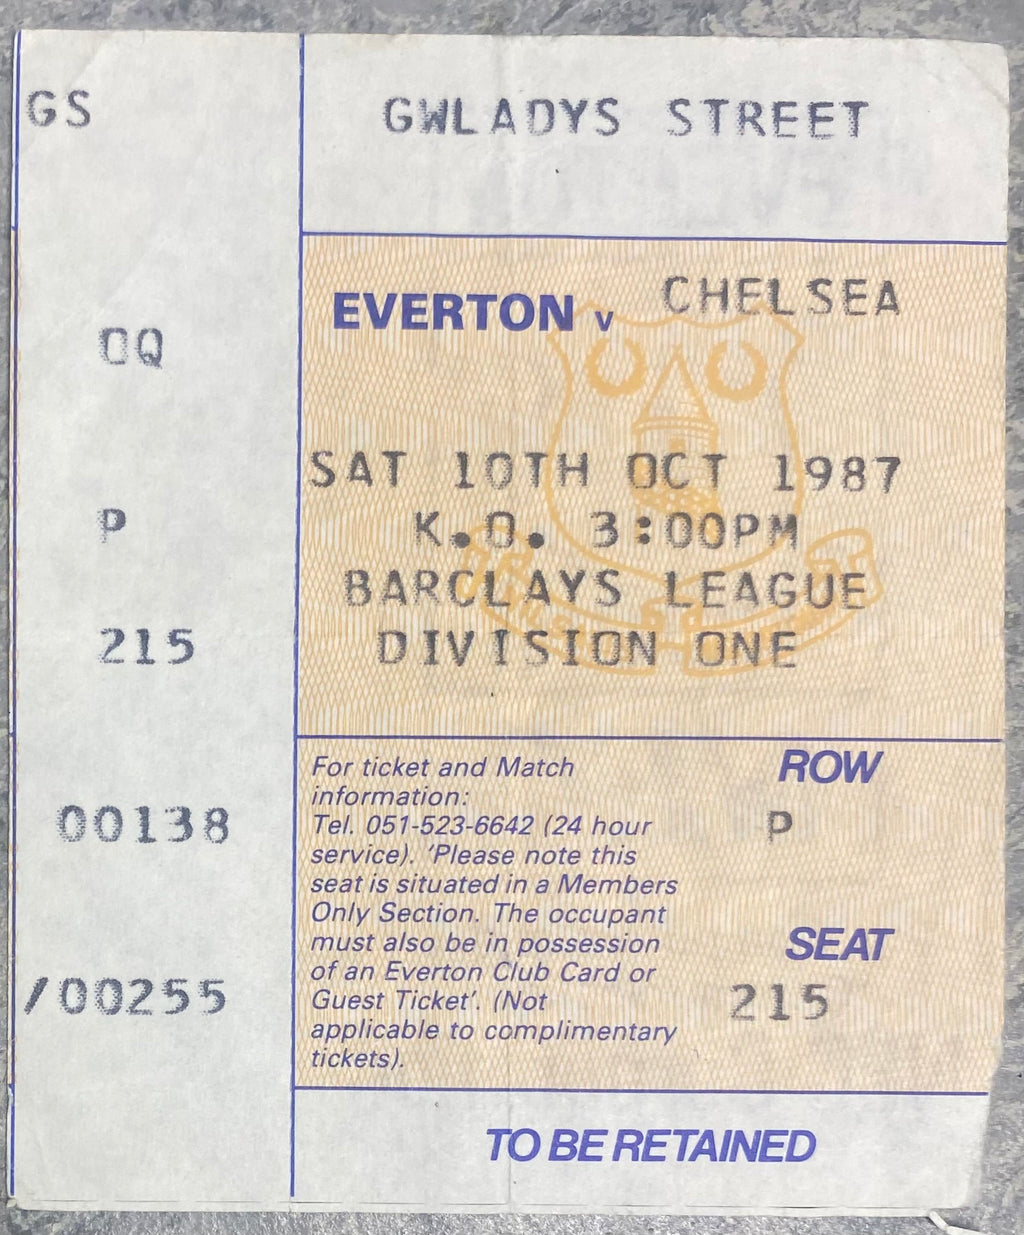 GS
OQ
P
215
00138
/00255
GWLADYS STREET
EVERTON v CHELSEA
SAT 10TH OCT 1987
K.O. 3:00PM
BARCLAYS LEAGUE
DIVISION ONE
For ticket and Match
information:
Tel. 051-523-6642 (24 hour
service). 'Please note this
seat is situated in a Members
Only Section. The occupant
must also be in possession
of an Everton Club Card or
Guest Ticket'. (Not
applicable to complimentary
tickets).
ROW
P
SEAT
215
TO BE RETAINED